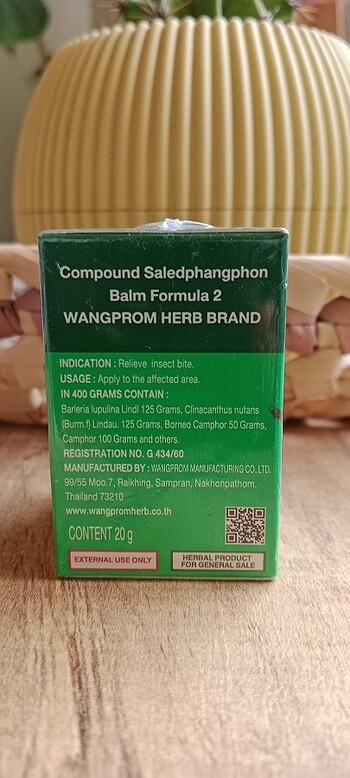 Compound Saledphangphon
Balm Formula 2
WANGPROM HERB BRAND
INDICATION : Relieve insect bite.
USAGE : Apply to the affected area.
IN 400 GRAMS CONTAIN :
Barleria lupulina Lindl 125 Grams, Clinacanthus nutans
(Burm.f) Lindau. 125 Grams, Borneo Camphor 50 Grams,
Camphor 100 Grams and others.
REGISTRATION NO. G 434/60
MANUFACTURED BY : WANGPROM MANUFACTURING CO.,LTD.
99/55 Moo.7, Raikhing, Sampran, Nakhonpathom,
Thailand 73210
www.wangpromherb.co.th
CONTENT 20 g
EXTERNAL USE ONLY
HERBAL PRODUCT
FOR GENERAL SALE